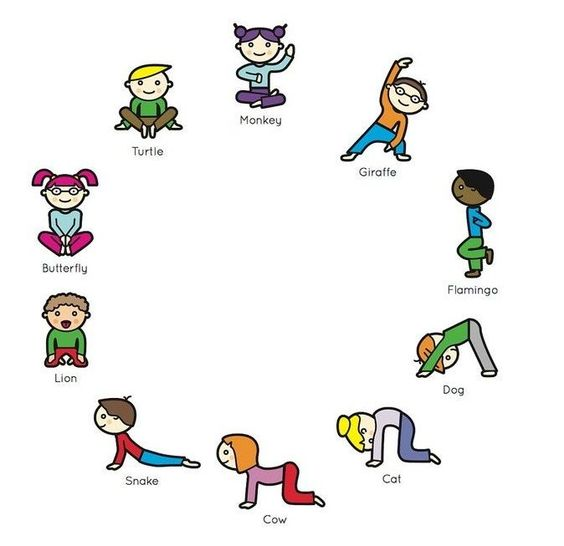 Monkey
Turtle
Giraffe
Butterfly
Flamingo
Lion
Dog
Snake
Cat
Cow